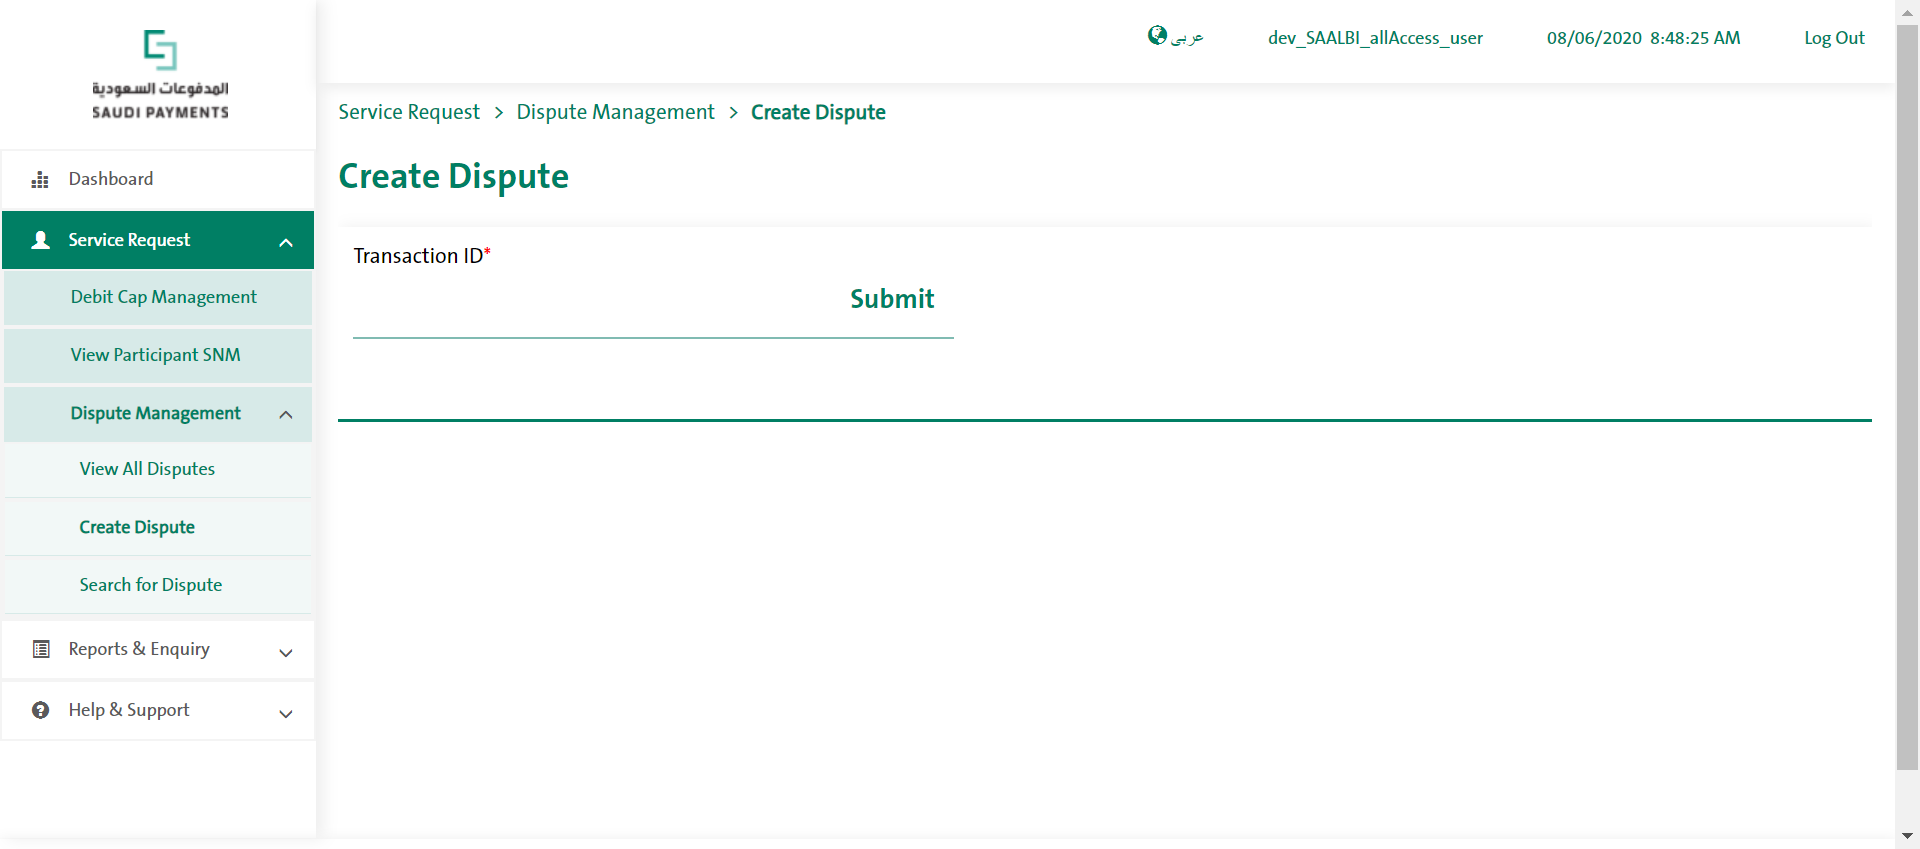 المدفوعات السعودية
SAUDI PAYMENTS
عربي
dev_SAALBI_allAccess_user
08/06/2020 8:48:25 AM
Log Out
Dashboard
Service Request
Debit Cap Management
View Participant SNM
Dispute Management
View All Disputes
Create Dispute
Search for Dispute
Reports & Enquiry
Help & Support
Service Request > Dispute Management > Create Dispute
Create Dispute
Transaction ID*
Submit